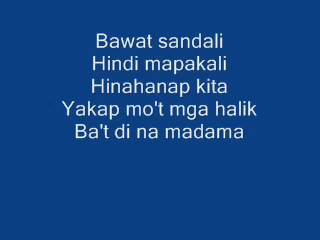 Bawat sandali
Hindi mapakali
Hinahanap kita
Yakap mo't mga halik
Ba't di na madama